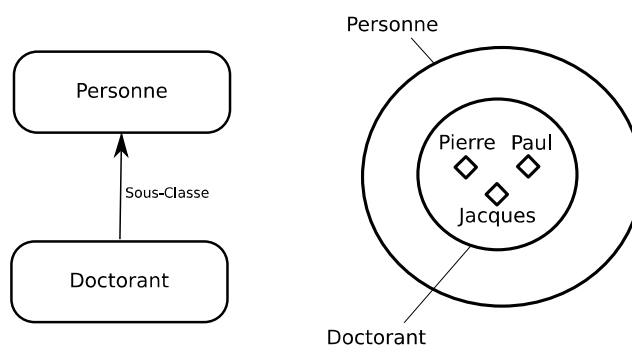 Personne
Sous-Classe
Doctorant
Personne
Pierre Paul
Jacques
Doctorant